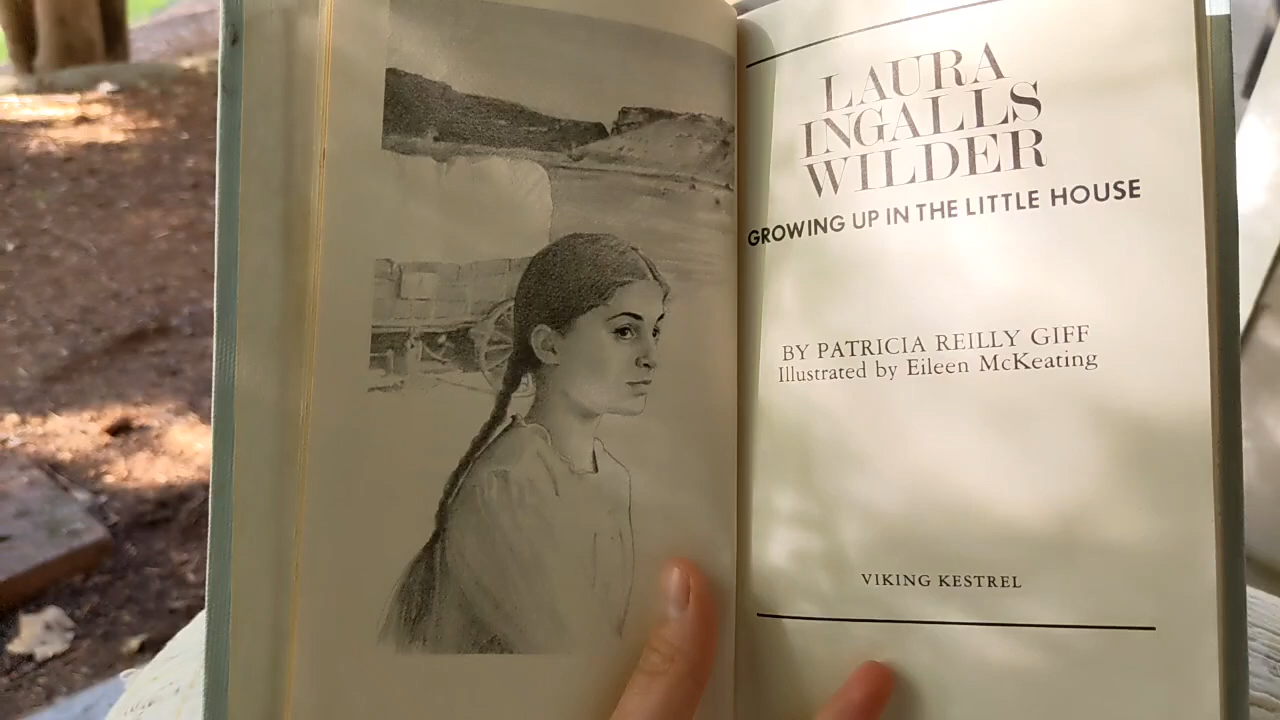 LAURA
INGALLS
WILDER
GROWING UP IN THE LITTLE HOUSE
BY PATRICIA REILLY GIFF
Illustrated by Eileen McKeating
VIKING KESTREL